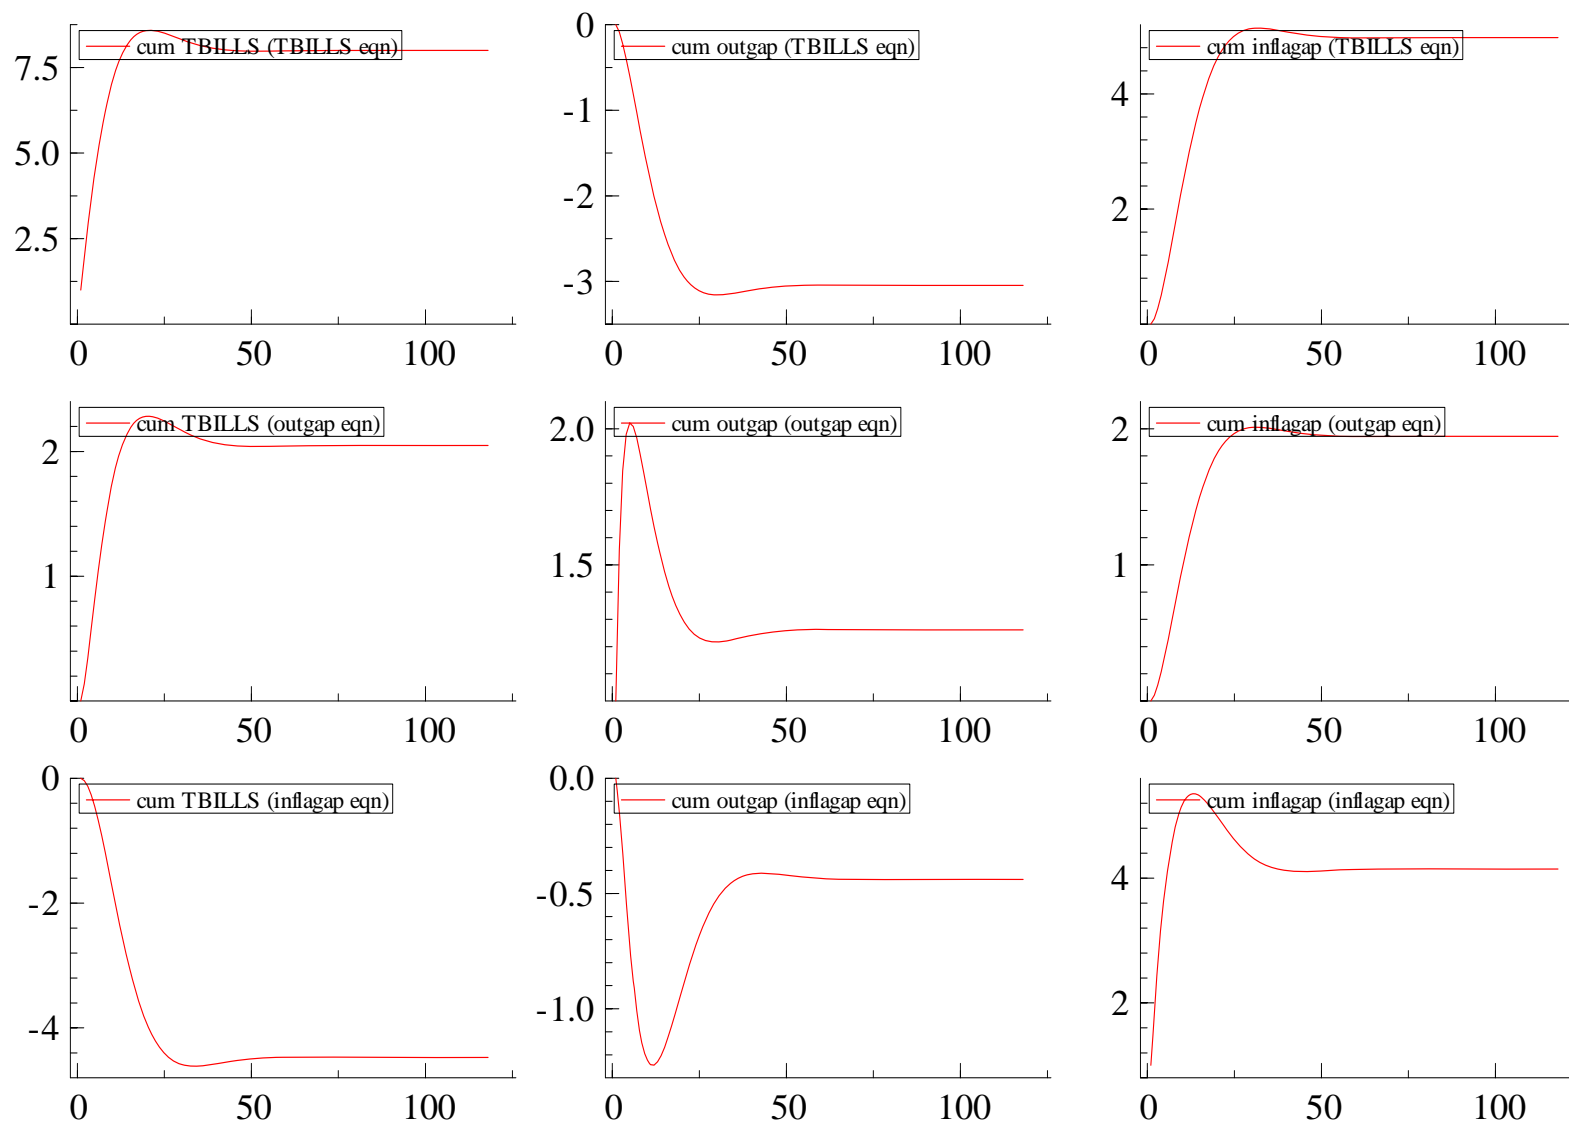 cum TBILLS (TBILLS eqn)
7.5
5.0
2.5
0 50 100
cum outgap (TBILLS eqn)
0
-1
-2
-3
0 50 100
cum inflagap (TBILLS eqn)
4
2
0 50 100
cum TBILLS (outgap eqn)
2
1
0 50 100
cum outgap (outgap eqn)
2.0
1.5
0 50 100
cum inflagap (outgap eqn)
2
1
0 50 100
cum TBILLS (inflagap eqn)
0
-2
-4
0 50 100
cum outgap (inflagap eqn)
0.0
-0.5
-1.0
0 50 100
cum inflagap (inflagap eqn)
4
2
0 50 100